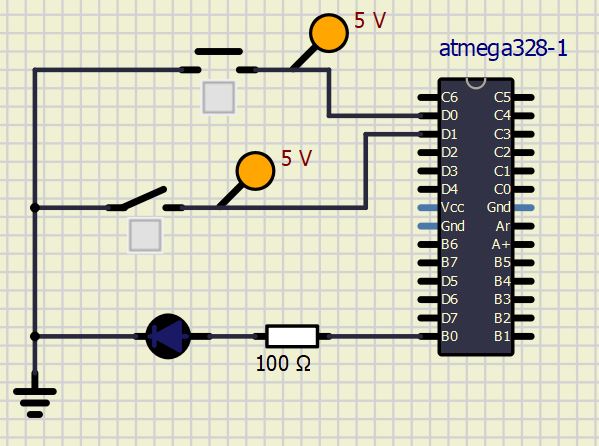 5 V
atmega328-1
5 V
C6 C5
D0 C4
D1 C3
D2 C2
D3 C1
D4 C0
Vcc Gnd
Gnd Ar
B6 A+
B7 B5
D5 B4
D6 B3
D7 B2
B0 B1
100 Ω